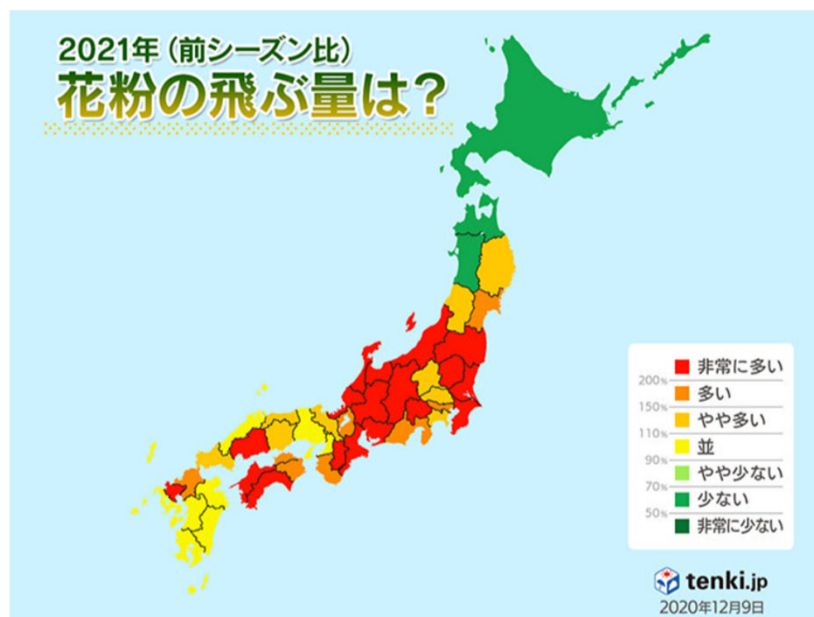 2021年（前シーズン比）
花粉の飛ぶ量は？
非常に多い
200%
多い
150%
やや多い
110%
並
90%
やや少ない
70%
少ない
50%
非常に少ない
tenki.jp
2020年12月9日